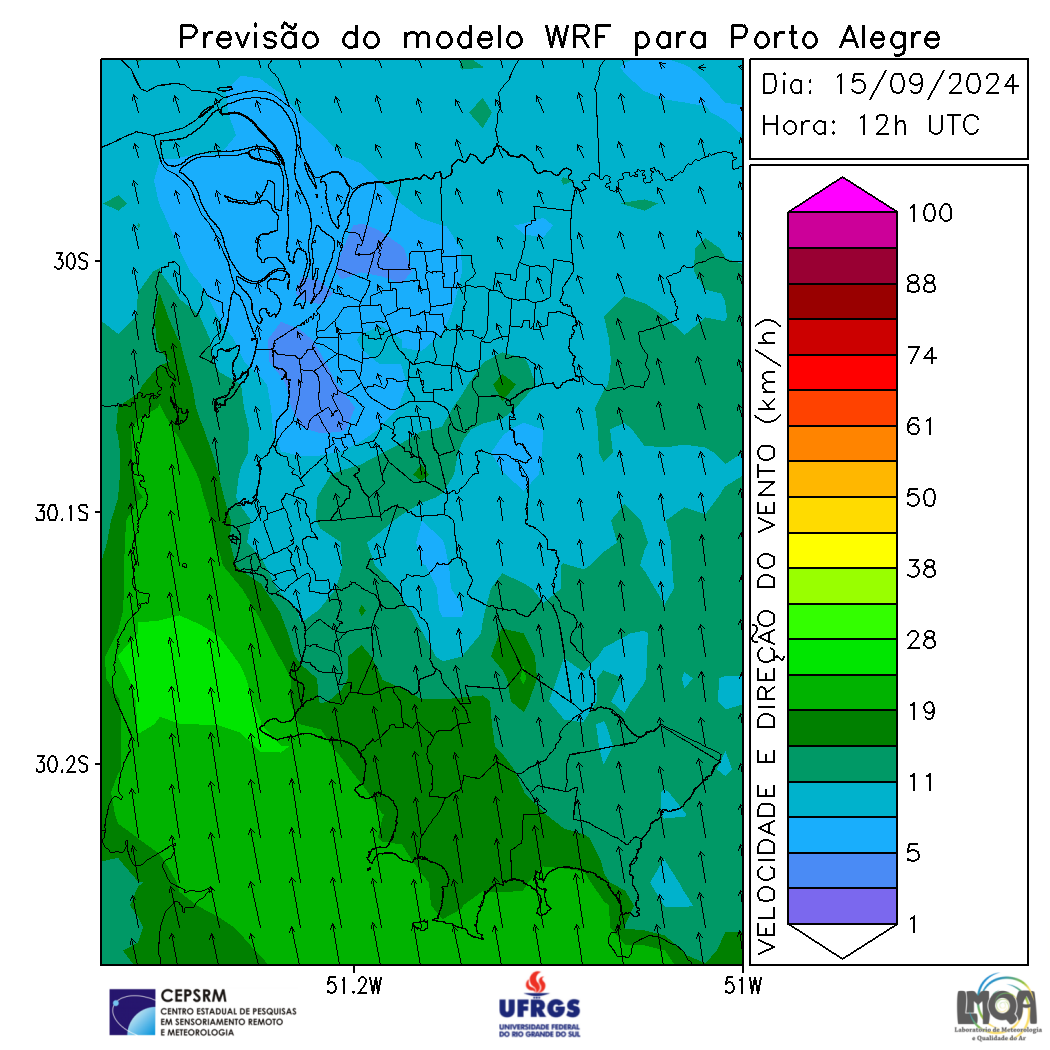 Previsão do modelo WRF para Porto Alegre
Dia: 15/09/2024
Hora: 12h UTC
30S
30.1S
30.2S
51.2W
51W
VELOCIDADE E DIREÇÃO DO VENTO (km/h)
100
88
74
61
50
38
28
19
11
5
1
CEPSRM
CENTRO ESTADUAL DE PESQUISAS
EM SENSORIAMENTO REMOTO
E METEOROLOGIA
UFRGS
UNIVERSIDADE FEDERAL
DO RIO GRANDE DO SUL
LMQA
Laboratório de Meteorologia
e Qualidade do Ar